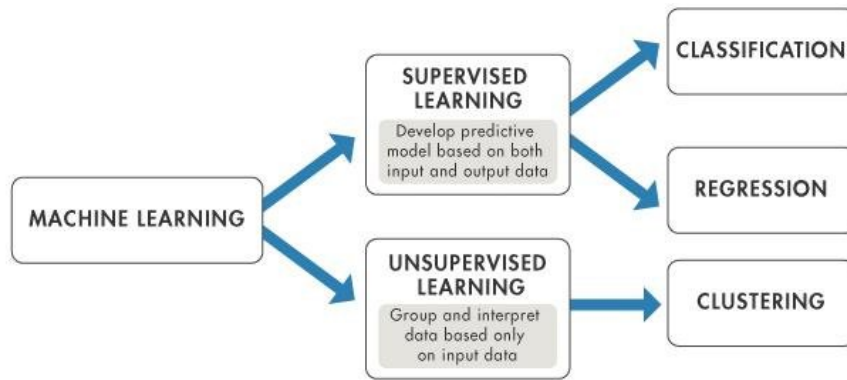 MACHINE LEARNING
SUPERVISED
LEARNING
Develop predictive
model based on both
input and output data
UNSUPERVISED
LEARNING
Group and interpret
data based only
on input data
CLASSIFICATION
REGRESSION
CLUSTERING